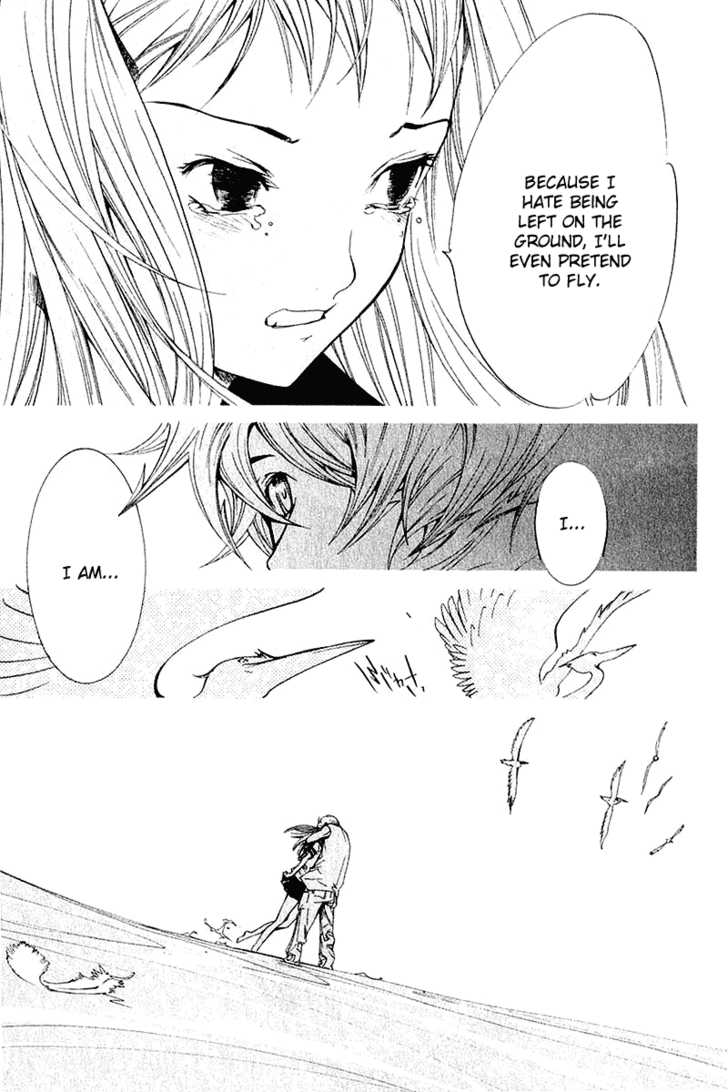 BECAUSE I
HATE BEING
LEFT ON THE
GROUND, I'LL
EVEN PRETEND
TO FLY.
I...
I AM...